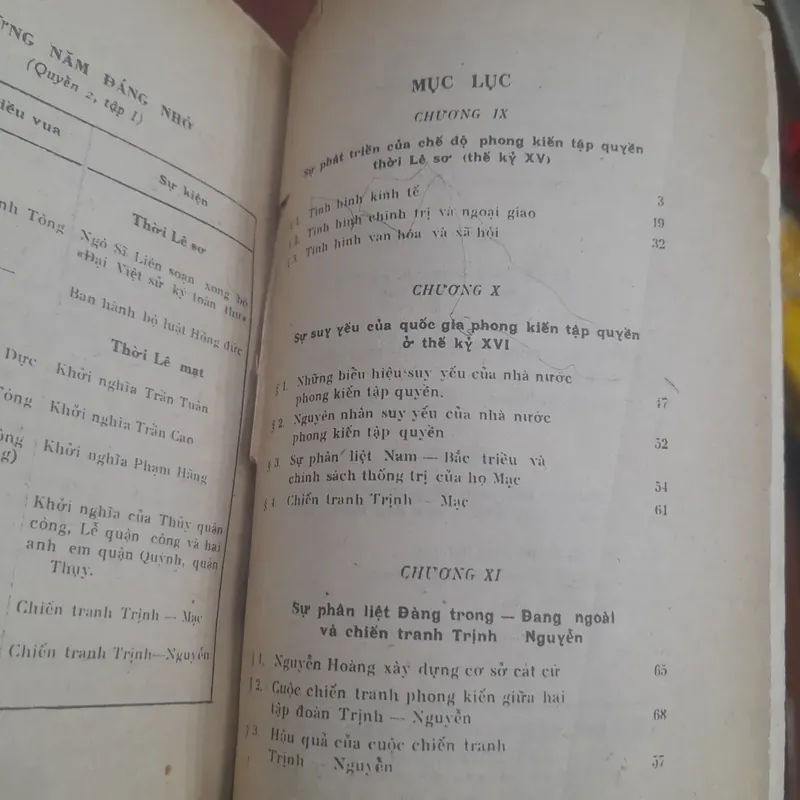 ỮNG NĂM ĐÁNG NHỚ
(Quyển 2, tập I)
iều vua
Sự kiện
Thời Lê sơ
nh Tông
Ngô Sĩ Liên soạn xong bộ
«Đại Việt sử ký toàn thư»
Ban hành bộ luật Hồng đức
Thời Lê mạt
Dực
Khởi nghĩa Trần Tuân
Tông
Khởi nghĩa Trần Cao
ông
g)
Khởi nghĩa Phạm Hàng
Khởi nghĩa của Thủy quận
công, Lễ quận công và hai
anh em quận Quỳnh, quận
Thụy.
Chiến tranh Trịnh — Mạc
Chiến tranh Trịnh—Nguyễn
MỤC LỤC
CHƯƠNG IX
Sự phát triển của chế độ phong kiến tập quyền
thời Lê sơ (thế kỷ XV)
§ 1. Tình hình kinh tế 3
§ 2. Tình hình chính trị và ngoại giao 19
§ 3. Tình hình văn hóa và xã hội 32
CHƯƠNG X
Sự suy yếu của quốc gia phong kiến tập quyền
ở thế kỷ XVI
§ 1. Những biểu hiệu suy yếu của nhà nước
phong kiến tập quyền. 47
§ 2. Nguyên nhân suy yếu của nhà nước
phong kiến tập quyền 52
§ 3. Sự phân liệt Nam — Bắc triều và
chính sách thống trị của họ Mạc 54
§ 4. Chiến tranh Trịnh — Mạc 61
CHƯƠNG XI
Sự phân liệt Đàng trong — Đang ngoài
và chiến tranh Trịnh Nguyễn
§ 1. Nguyễn Hoàng xây dựng cơ sở cát cứ 65
§ 2. Cuộc chiến tranh phong kiến giữa hai
tập đoàn Trịnh — Nguyễn 68
§ 3. Hậu quả của cuộc chiến tranh
Trịnh — Nguyễn 57